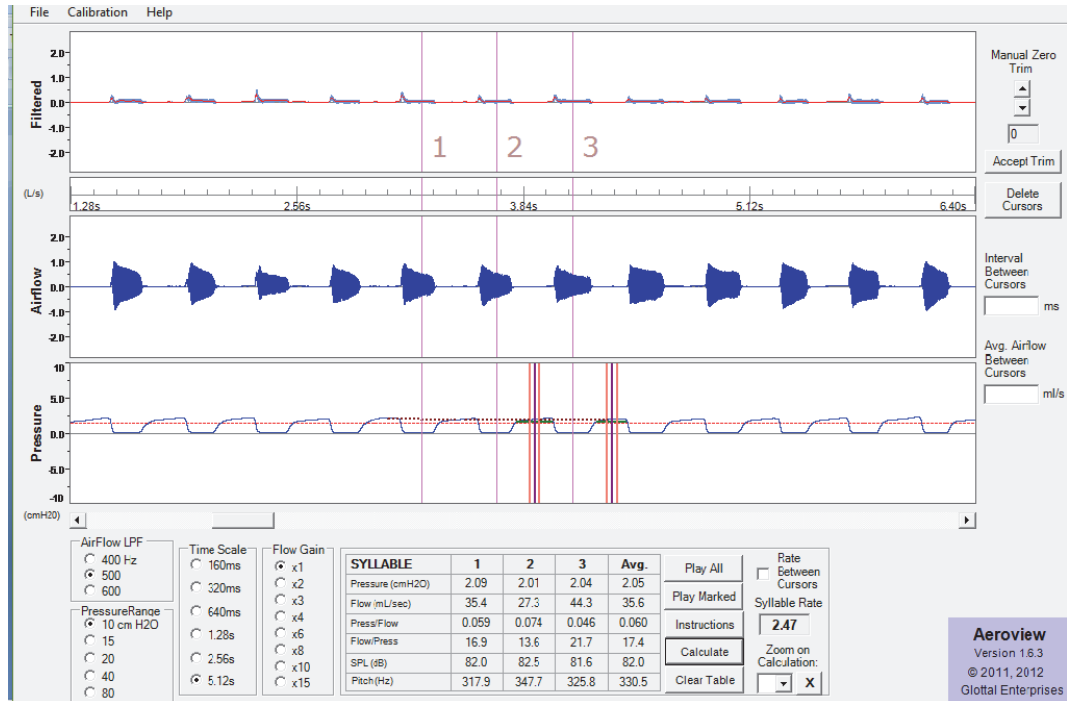 File Calibration Help
Filtered
2.0
1.0
0.0
-1.0
-2.0
1 2 3
Manual Zero
Trim
0
Accept Trim
Delete
Cursors
(L/s)
1.28s 2.56s 3.84s 5.12s 6.40s
Airflow
2.0
1.0
0.0
-1.0
-2.0
Interval
Between
Cursors
ms
Avg. Airflow
Between
Cursors
ml/s
Pressure
10
5.0
0.0
-5.0
-10
(cmH20)
AirFlow LPF
400 Hz
500
600
PressureRange
10 cm H2O
15
20
40
80
Time Scale
160ms
320ms
640ms
1.28s
2.56s
5.12s
Flow Gain
x1
x2
x3
x4
x6
x8
x10
x15
SYLLABLE 1 2 3 Avg.
Pressure (cmH2O) 2.09 2.01 2.04 2.05
Flow (mL/sec) 35.4 27.3 44.3 35.6
Press/Flow 0.059 0.074 0.046 0.060
Flow/Press 16.9 13.6 21.7 17.4
SPL (dB) 82.0 82.5 81.6 82.0
Pitch(Hz) 317.9 347.7 325.8 330.5
Play All
Play Marked
Instructions
Calculate
Clear Table
Rate
Between
Cursors
Syllable Rate
2.47
Zoom on
Calculation:
X
Aeroview
Version 1.6.3
© 2011, 2012
Glottal Enterprises